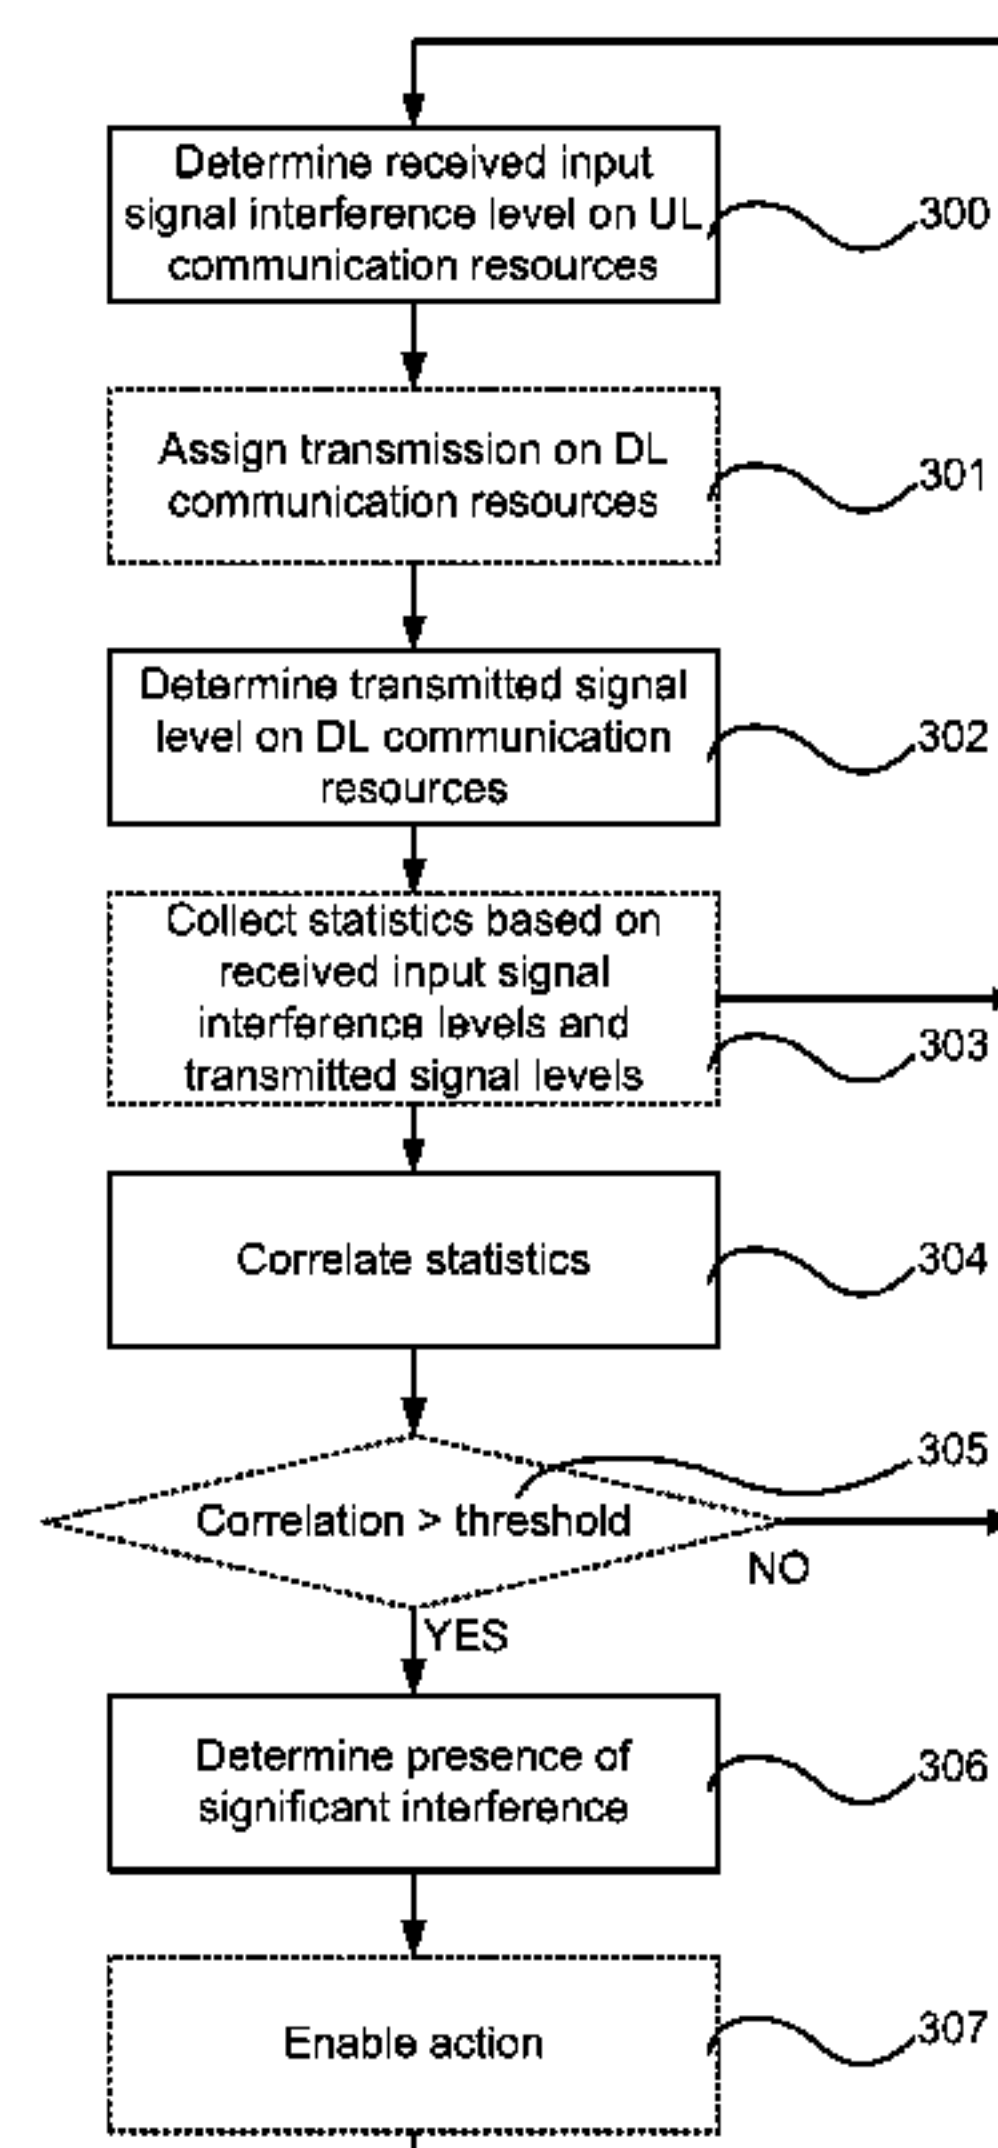 Determine received input
signal interference level on UL
communication resources
300
Assign transmission on DL
communication resources
301
Determine transmitted signal
level on DL communication
resources
302
Collect statistics based on
received input signal
interference levels and
transmitted signal levels
303
Correlate statistics
304
305
Correlation > threshold
NO
YES
Determine presence of
significant interference
306
Enable action
307